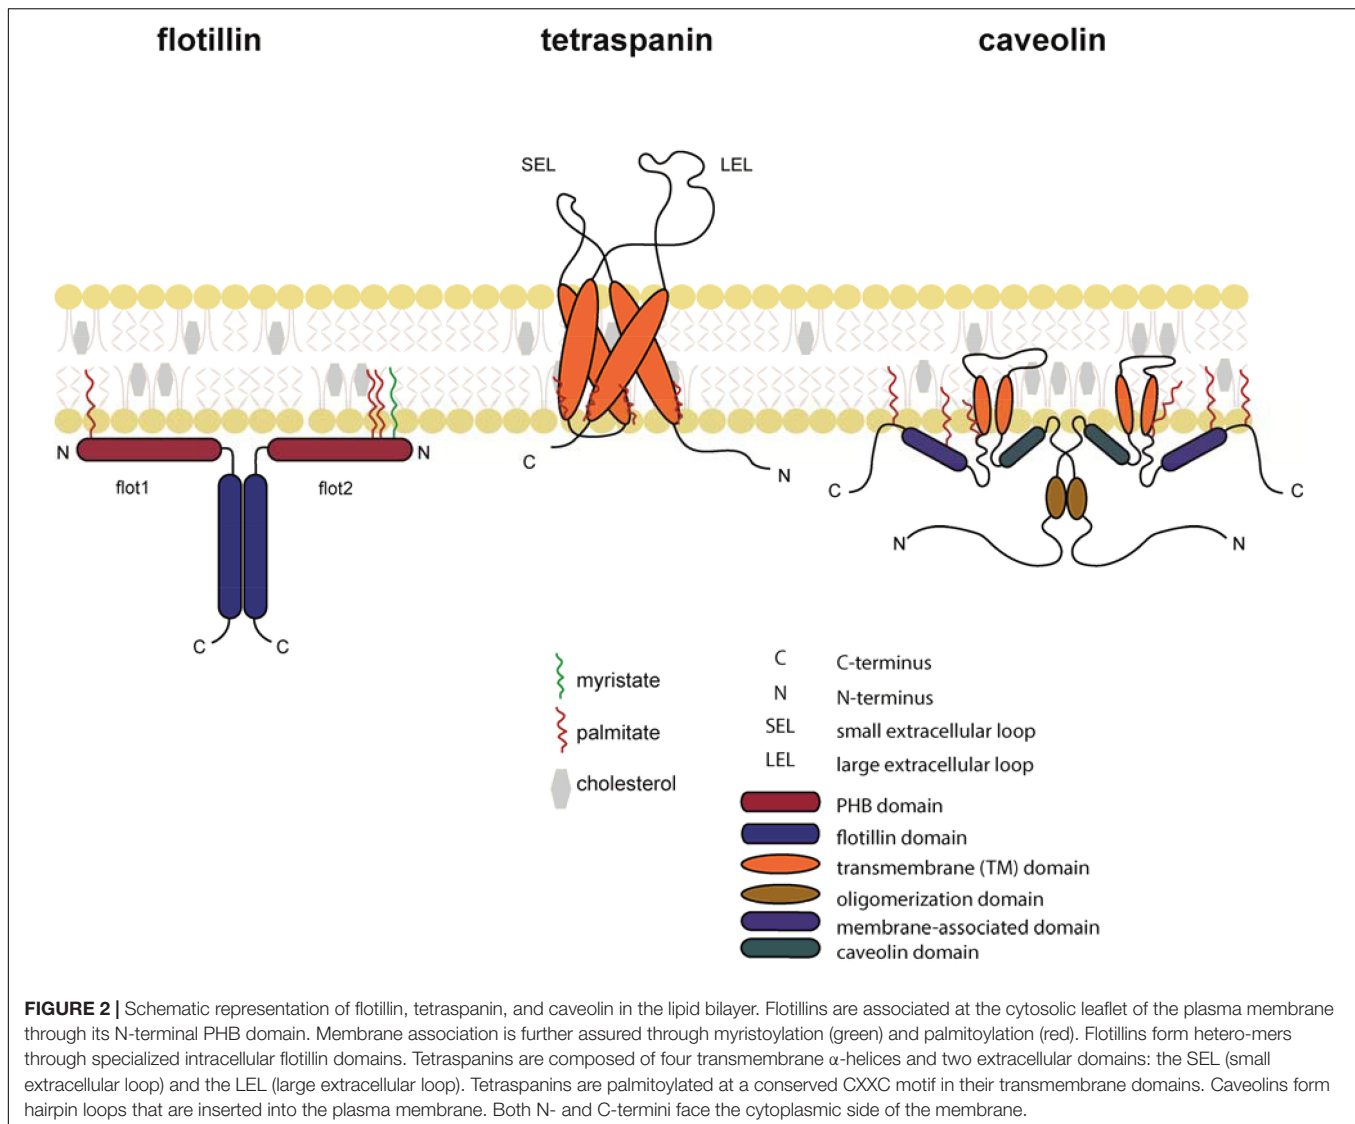 flotillin
tetraspanin
caveolin
SEL
LEL
N
flot1
flot2
N
C
C
C
N
C
N
N
C
myristate
palmitate
cholesterol
C C-terminus
N N-terminus
SEL small extracellular loop
LEL large extracellular loop
PHB domain
flotillin domain
transmembrane (TM) domain
oligomerization domain
membrane-associated domain
caveolin domain
FIGURE 2 | Schematic representation of flotillin, tetraspanin, and caveolin in the lipid bilayer. Flotillins are associated at the cytosolic leaflet of the plasma membrane
through its N-terminal PHB domain. Membrane association is further assured through myristoylation (green) and palmitoylation (red). Flotillins form hetero-mers
through specialized intracellular flotillin domains. Tetraspanins are composed of four transmembrane α-helices and two extracellular domains: the SEL (small
extracellular loop) and the LEL (large extracellular loop). Tetraspanins are palmitoylated at a conserved CXXC motif in their transmembrane domains. Caveolins form
hairpin loops that are inserted into the plasma membrane. Both N- and C-termini face the cytoplasmic side of the membrane.